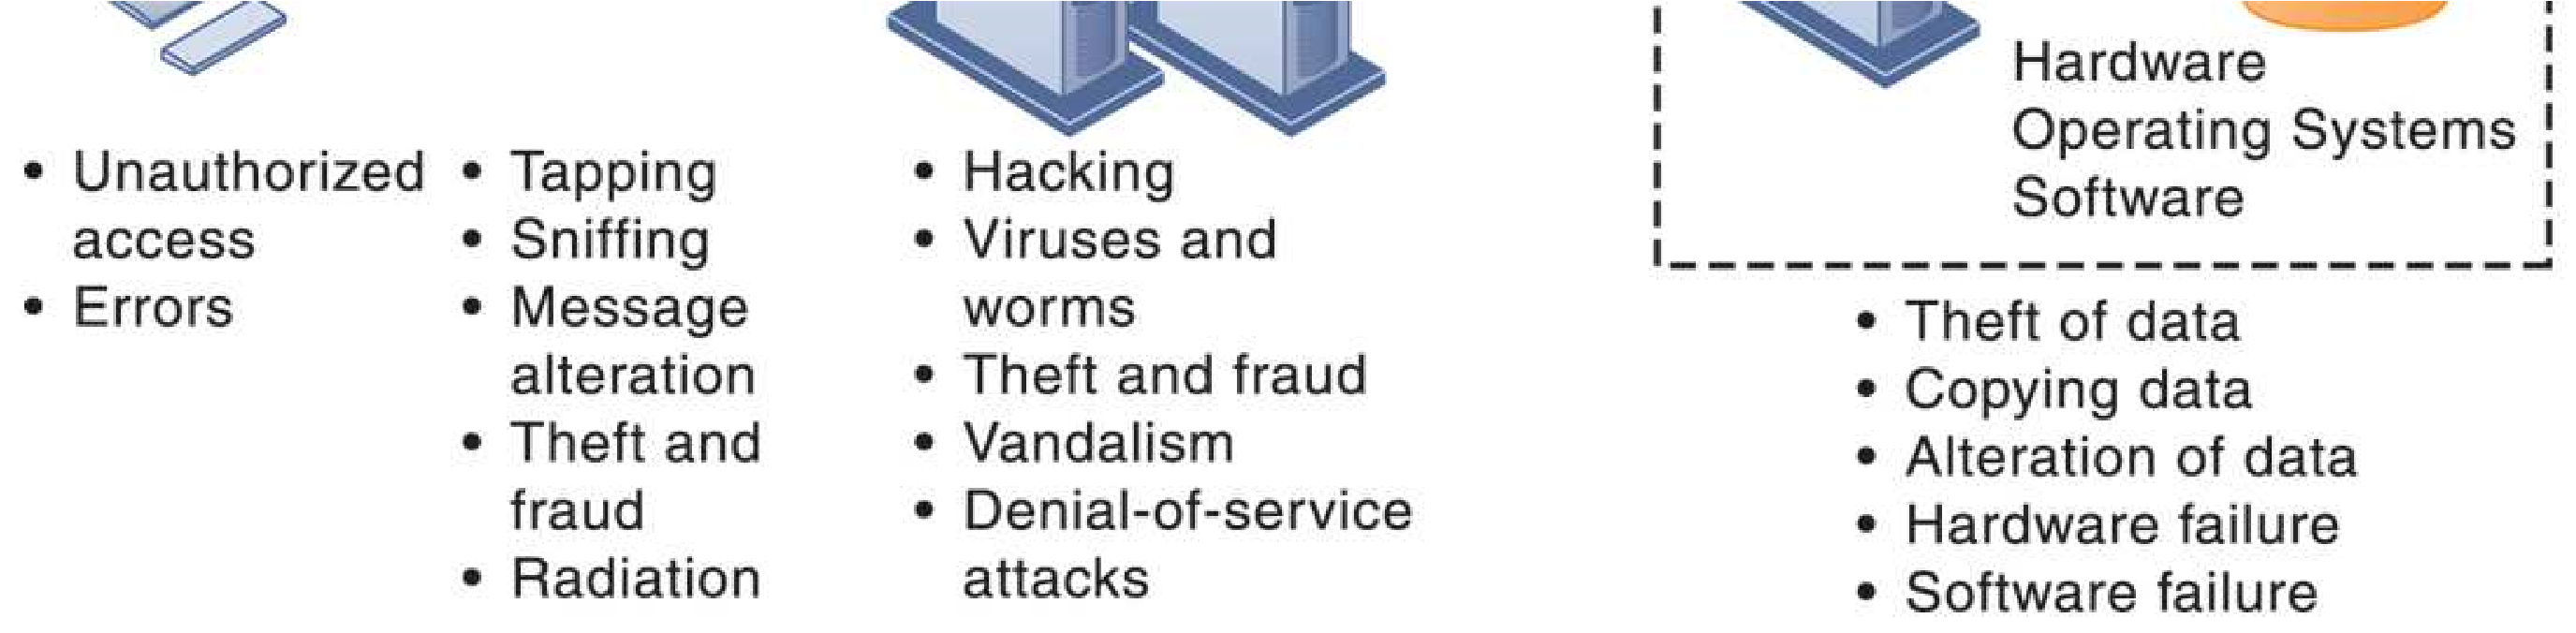 • Unauthorized
access
• Errors
• Tapping
• Sniffing
• Message
alteration
• Theft and
fraud
• Radiation
• Hacking
• Viruses and
worms
• Theft and fraud
• Vandalism
• Denial-of-service
attacks
Hardware
Operating Systems
Software
• Theft of data
• Copying data
• Alteration of data
• Hardware failure
• Software failure